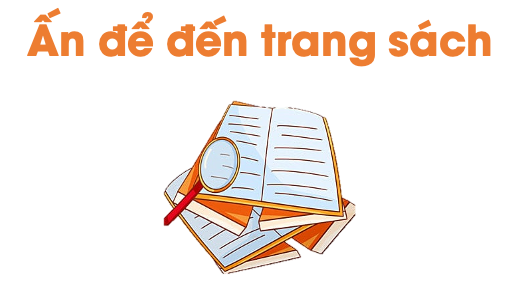 Ấn để đến trang sách